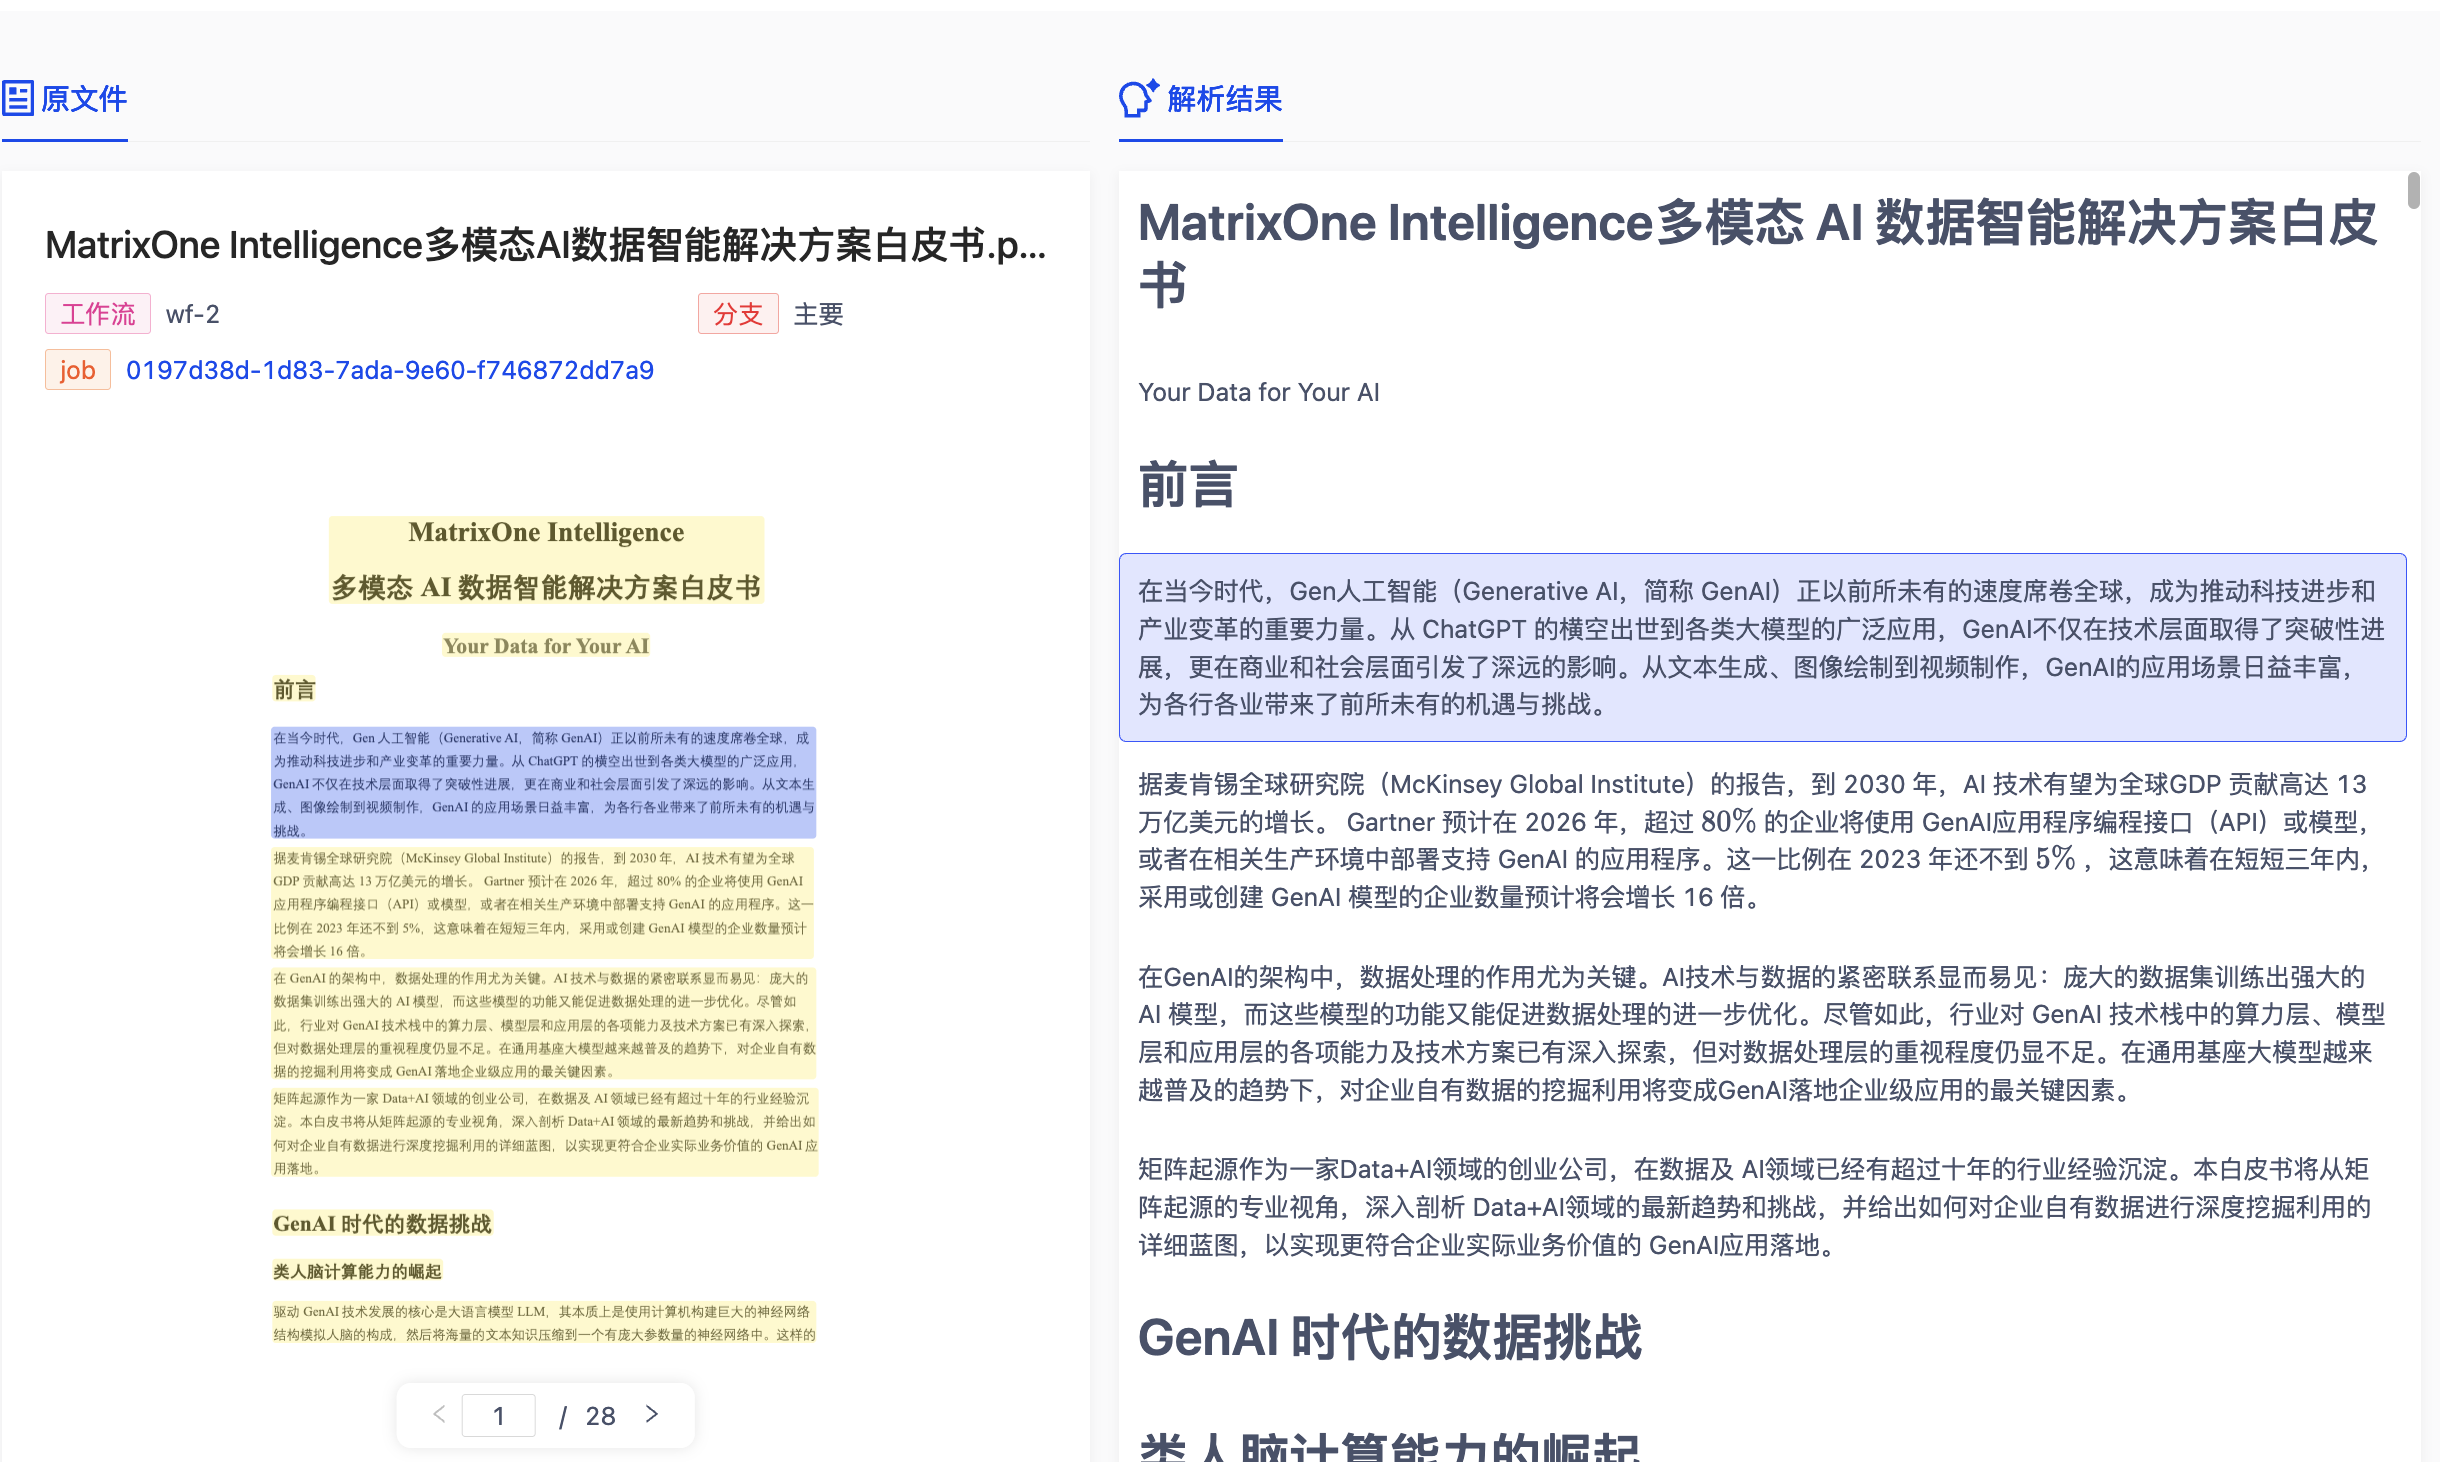 原文件
MatrixOne Intelligence多模态AI数据智能解决方案白皮书.p...
工作流 wf-2 分支 主要
job 0197d38d-1d83-7ada-9e60-f746872dd7a9
MatrixOne Intelligence
多模态 AI 数据智能解决方案白皮书
Your Data for Your AI
前言
在当今时代，Gen 人工智能（Generative AI，简称 GenAI）正以前所未有的速度席卷全球，成
为推动科技进步和产业变革的重要力量。从 ChatGPT 的横空出世到各类大模型的广泛应用，
GenAI 不仅在技术层面取得了突破性进展，更在商业和社会层面引发了深远的影响。从文本生
成、图像绘制到视频制作，GenAI 的应用场景日益丰富，为各行各业带来了前所未有的机遇与
挑战。
据麦肯锡全球研究院（McKinsey Global Institute）的报告，到 2030 年，AI 技术有望为全球
GDP 贡献高达 13 万亿美元的增长。 Gartner 预计在 2026 年，超过 80% 的企业将使用 GenAI
应用程序编程接口（API）或模型，或者在相关生产环境中部署支持 GenAI 的应用程序。这一
比例在 2023 年还不到 5%，这意味着在短短三年内，采用或创建 GenAI 模型的企业数量预计
将会增长 16 倍。
在 GenAI 的架构中，数据处理的作用尤为关键。AI 技术与数据的紧密联系显而易见：庞大的
数据集训练出强大的 AI 模型，而这些模型的功能又能促进数据处理的进一步优化。尽管如
此，行业对 GenAI 技术栈中的算力层、模型层和应用层的各项能力及技术方案已有深入探索，
但对数据处理层的重视程度仍显不足。在通用基座大模型越来越普及的趋势下，对企业自有数
据的挖掘利用将变成 GenAI 落地企业级应用的最关键因素。
矩阵起源作为一家 Data+AI 领域的创业公司，在数据及 AI 领域已经有超过十年的行业经验沉
淀。本白皮书将从矩阵起源的专业视角，深入剖析 Data+AI 领域的最新趋势和挑战，并给出如
何对企业自有数据进行深度挖掘利用的详细蓝图，以实现更符合企业实际业务价值的 GenAI 应
用落地。
GenAI 时代的数据挑战
类人脑计算能力的崛起
驱动 GenAI 技术发展的核心是大语言模型 LLM，其本质上是使用计算机构建巨大的神经网络
结构模拟人脑的构成，然后将海量的文本知识压缩到一个有庞大参数量的神经网络中。这样的
< 1 / 28 >
解析结果
MatrixOne Intelligence多模态 AI 数据智能解决方案白皮
书
Your Data for Your AI
前言
在当今时代，Gen人工智能（Generative AI，简称 GenAI）正以前所未有的速度席卷全球，成为推动科技进步和
产业变革的重要力量。从 ChatGPT 的横空出世到各类大模型的广泛应用，GenAI不仅在技术层面取得了突破性进
展，更在商业和社会层面引发了深远的影响。从文本生成、图像绘制到视频制作，GenAI的应用场景日益丰富，
为各行各业带来了前所未有的机遇与挑战。
据麦肯锡全球研究院（McKinsey Global Institute）的报告，到 2030 年，AI 技术有望为全球GDP 贡献高达 13
万亿美元的增长。 Gartner 预计在 2026 年，超过 80% 的企业将使用 GenAI应用程序编程接口（API）或模型，
或者在相关生产环境中部署支持 GenAI 的应用程序。这一比例在 2023 年还不到 5% ，这意味着在短短三年内，
采用或创建 GenAI 模型的企业数量预计将会增长 16 倍。
在GenAI的架构中，数据处理的作用尤为关键。AI技术与数据的紧密联系显而易见：庞大的数据集训练出强大的
AI 模型，而这些模型的功能又能促进数据处理的进一步优化。尽管如此，行业对 GenAI 技术栈中的算力层、模型
层和应用层的各项能力及技术方案已有深入探索，但对数据处理层的重视程度仍显不足。在通用基座大模型越来
越普及的趋势下，对企业自有数据的挖掘利用将变成GenAI落地企业级应用的最关键因素。
矩阵起源作为一家Data+AI领域的创业公司，在数据及 AI领域已经有超过十年的行业经验沉淀。本白皮书将从矩
阵起源的专业视角，深入剖析 Data+AI领域的最新趋势和挑战，并给出如何对企业自有数据进行深度挖掘利用的
详细蓝图，以实现更符合企业实际业务价值的 GenAI应用落地。
GenAI 时代的数据挑战
类人脑计算能力的崛起